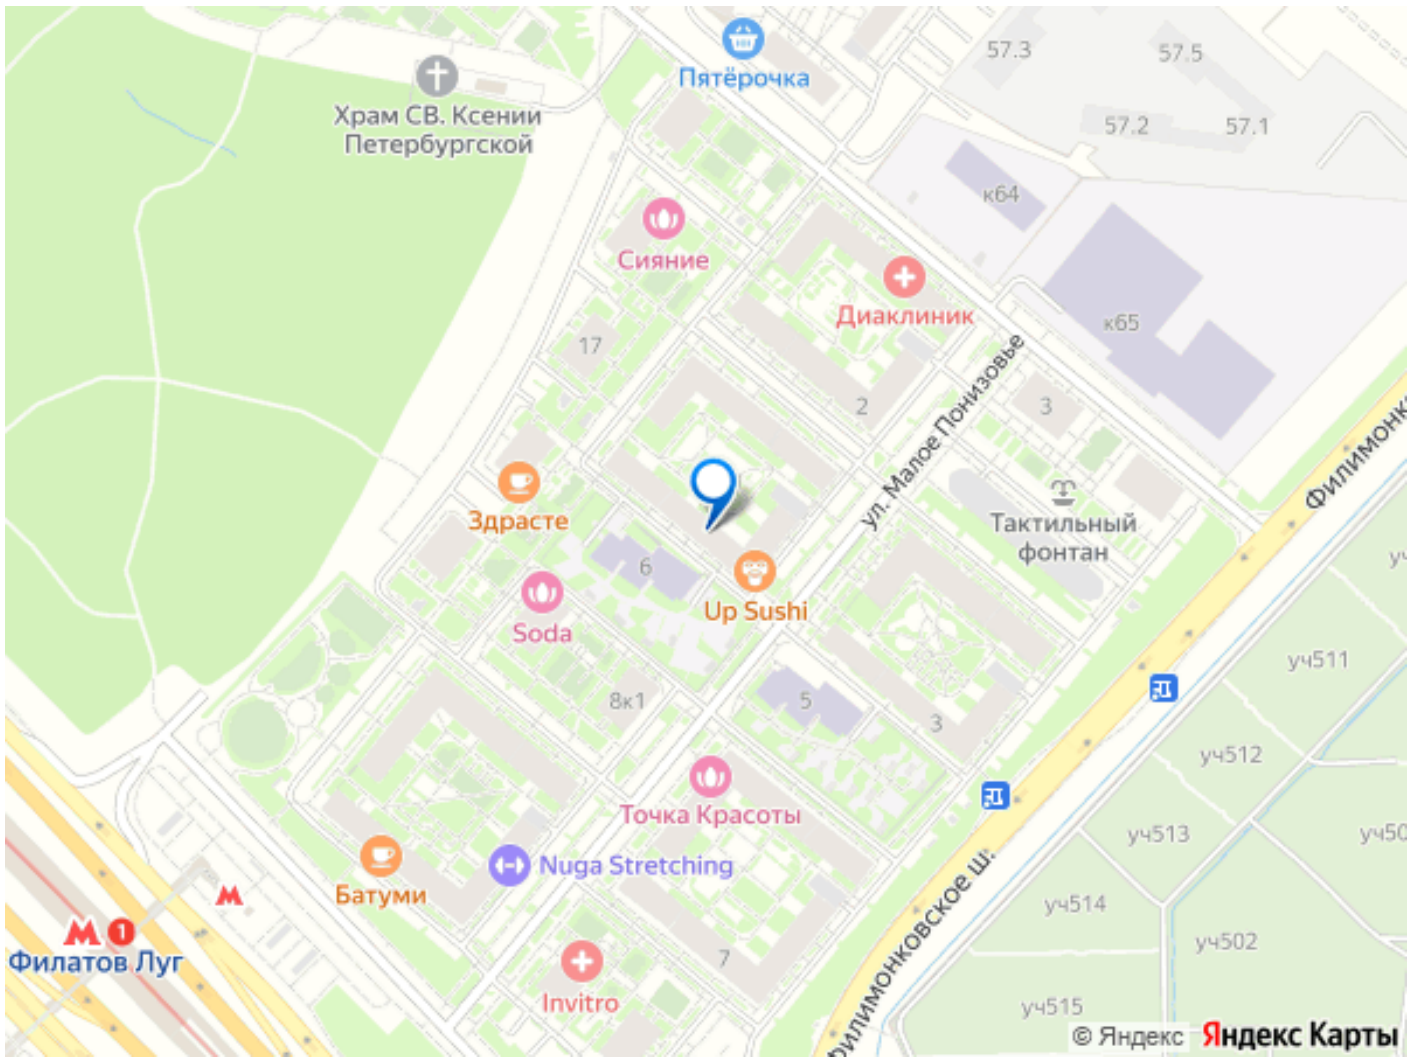 57.3
57.5
Пятёрочка
Храм СВ. Ксении
Петербургской
57.2
57.1
к64
Сияние
Диаклиник
к65
17
2
3
ул. Малое Понизовье
Филимонк
Здрасте
Тактильный
фонтан
6
Up Sushi
Soda
уч511
8к1
5
3
уч512
Точка Красоты
уч513
уч50
Nuga Stretching
Батуми
Филимонковское ш.
уч514
М 1
М
Филатов Луг
уч502
7
Invitro
уч515
© Яндекс Яндекс Карты